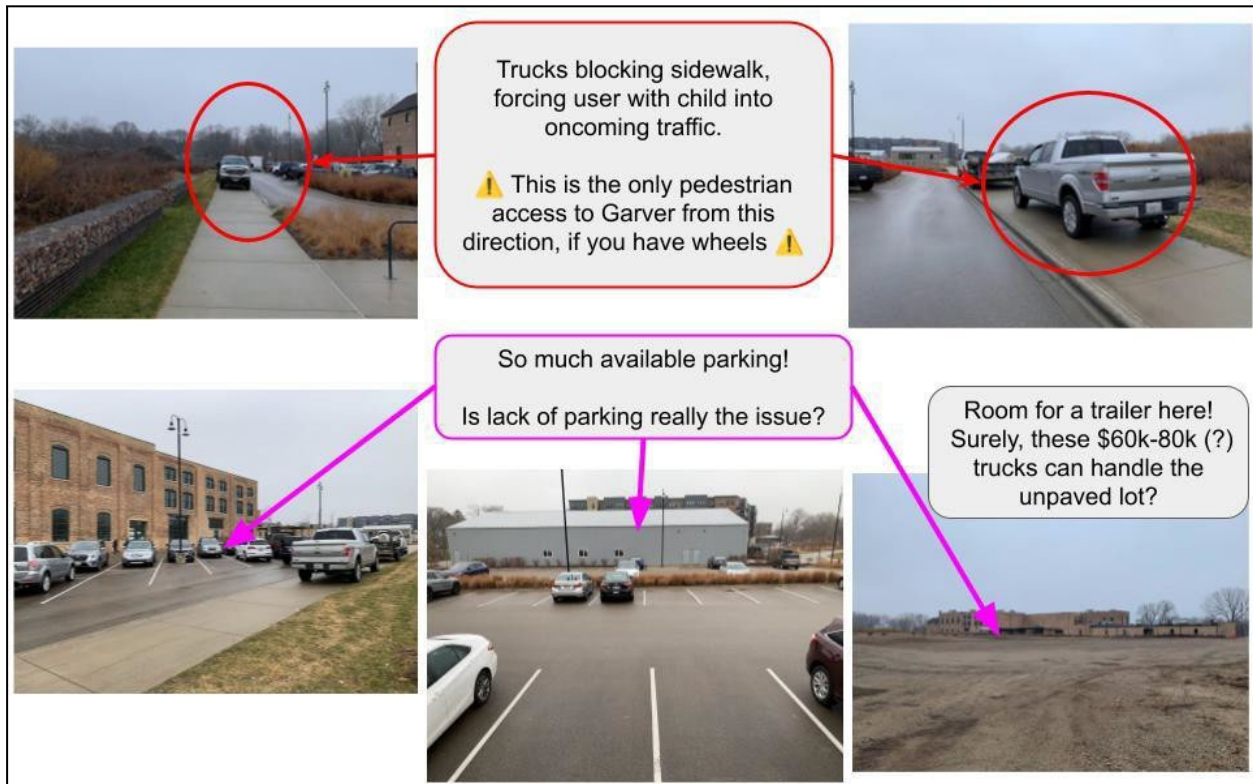 Trucks blocking sidewalk,
forcing user with child into
oncoming traffic.
⚠️ This is the only pedestrian
access to Garver from this
direction, if you have wheels ⚠️
So much available parking!
Is lack of parking really the issue?
Room for a trailer here!
Surely, these $60k-80k (?)
trucks can handle the
unpaved lot?